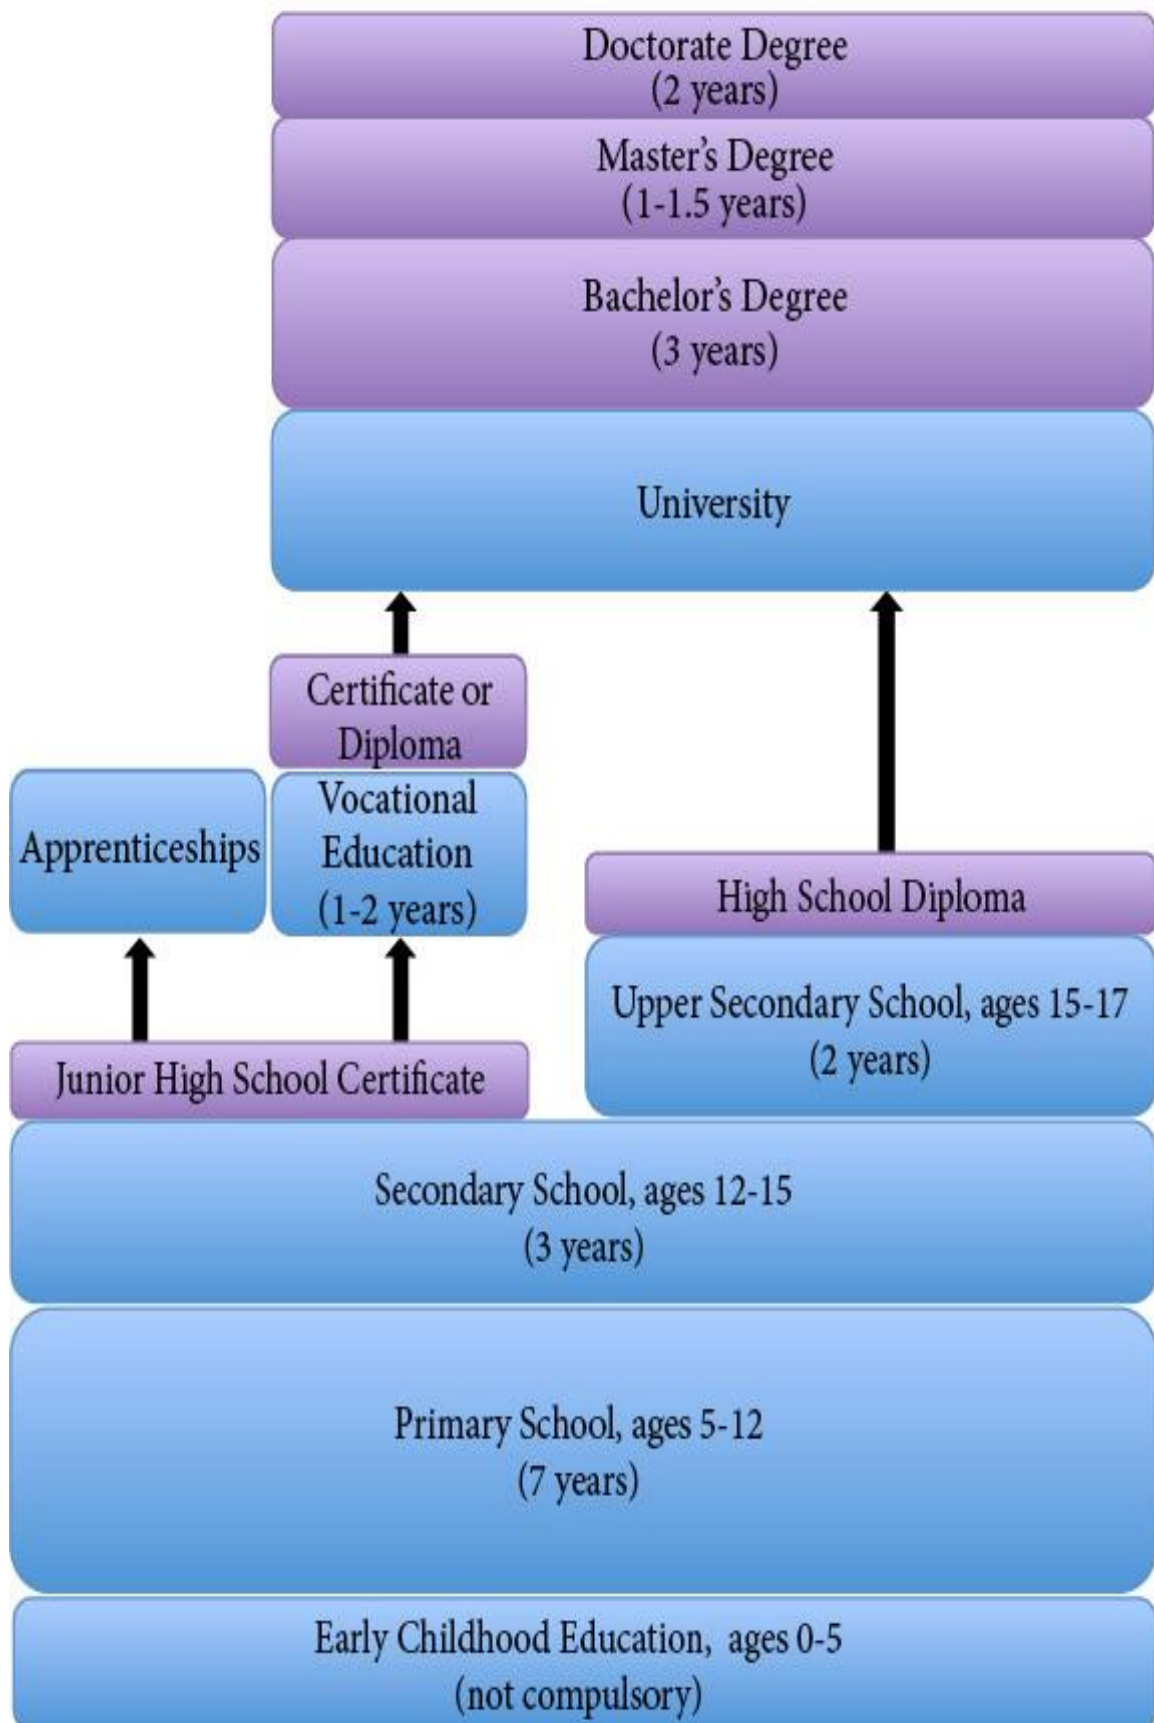 Doctorate Degree
(2 years)
Master's Degree
(1-1.5 years)
Bachelor's Degree
(3 years)
University
Certificate or
Diploma
Apprenticeships
Vocational
Education
(1-2 years)
High School Diploma
Upper Secondary School, ages 15-17
(2 years)
Junior High School Certificate
Secondary School, ages 12-15
(3 years)
Primary School, ages 5-12
(7 years)
Early Childhood Education, ages 0-5
(not compulsory)